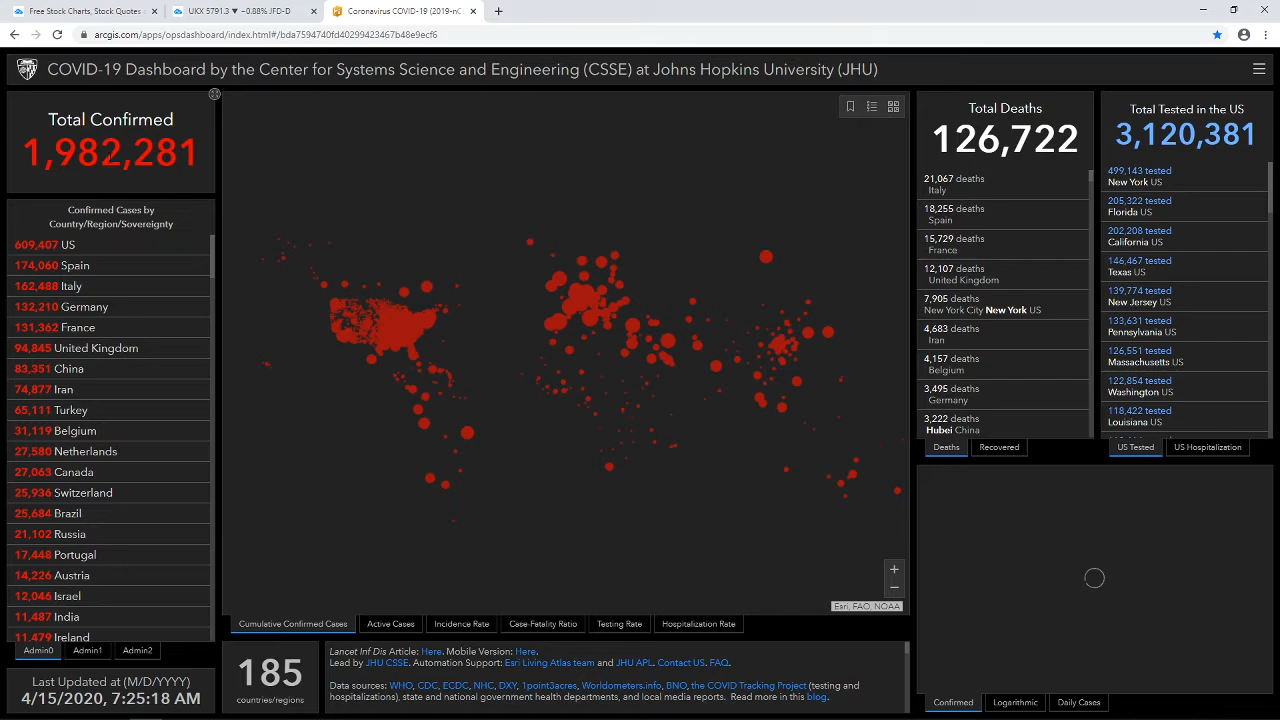 Free Stock Charts, Stock Quotes a
UKX 5791.3 ▼ −0.88% JFD-D
Coronavirus COVID-19 (2019-nC
arcgis.com/apps/opsdashboard/index.html#/bda7594740fd40299423467b48e9ecf6
COVID-19 Dashboard by the Center for Systems Science and Engineering (CSSE) at Johns Hopkins University (JHU)
Total Confirmed
1,982,281
Confirmed Cases by
Country/Region/Sovereignty
609,407 US
174,060 Spain
162,488 Italy
132,210 Germany
131,362 France
94,845 United Kingdom
83,351 China
74,877 Iran
65,111 Turkey
31,119 Belgium
27,580 Netherlands
27,063 Canada
25,936 Switzerland
25,684 Brazil
21,102 Russia
17,448 Portugal
14,226 Austria
12,046 Israel
11,487 India
11,479 Ireland
Admin0
Admin1
Admin2
Last Updated at (M/D/YYYY)
4/15/2020, 7:25:18 AM
Esri, FAO, NOAA
Cumulative Confirmed Cases
Active Cases
Incidence Rate
Case-Fatality Ratio
Testing Rate
Hospitalization Rate
185
countries/regions
Lancet Inf Dis Article: Here. Mobile Version: Here.
Lead by JHU CSSE. Automation Support: Esri Living Atlas team and JHU APL. Contact US. FAQ.
Data sources: WHO, CDC, ECDC, NHC, DXY, 1point3acres, Worldometers.info, BNO, the COVID Tracking Project (testing and
hospitalizations), state and national government health departments, and local media reports. Read more in this blog.
Total Deaths
126,722
21,067 deaths
Italy
18,255 deaths
Spain
15,729 deaths
France
12,107 deaths
United Kingdom
7,905 deaths
New York City New York US
4,683 deaths
Iran
4,157 deaths
Belgium
3,495 deaths
Germany
3,222 deaths
Hubei China
Deaths
Recovered
Total Tested in the US
3,120,381
499,143 tested
New York US
205,322 tested
Florida US
202,208 tested
California US
146,467 tested
Texas US
139,774 tested
New Jersey US
133,631 tested
Pennsylvania US
126,551 tested
Massachusetts US
122,854 tested
Washington US
118,422 tested
Louisiana US
US Tested
US Hospitalization
Confirmed
Logarithmic
Daily Cases